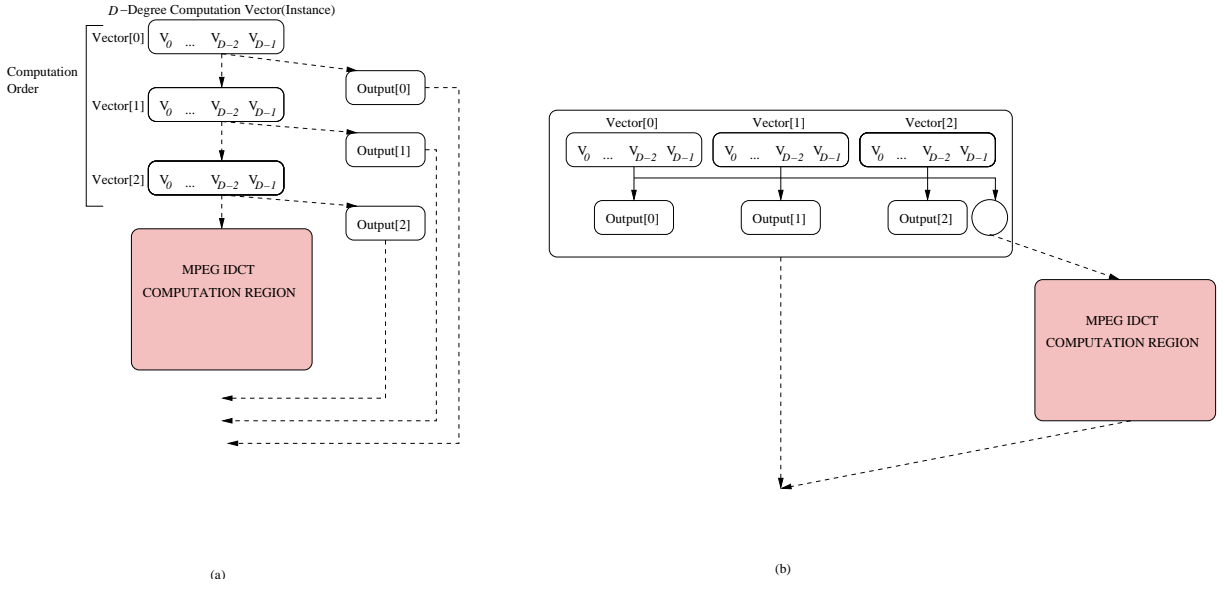 D-Degree Computation Vector(Instance)
Vector[0] V0 ... VD-2 VD-1
Computation
Order
Output[0]
Vector[1] V0 ... VD-2 VD-1
Output[1]
Vector[2] V0 ... VD-2 VD-1
Output[2]
MPEG IDCT
COMPUTATION REGION
(a)
Vector[0] Vector[1] Vector[2]
V0 ... VD-2 VD-1 V0 ... VD-2 VD-1 V0 ... VD-2 VD-1
Output[0] Output[1] Output[2]
MPEG IDCT
COMPUTATION REGION
(b)